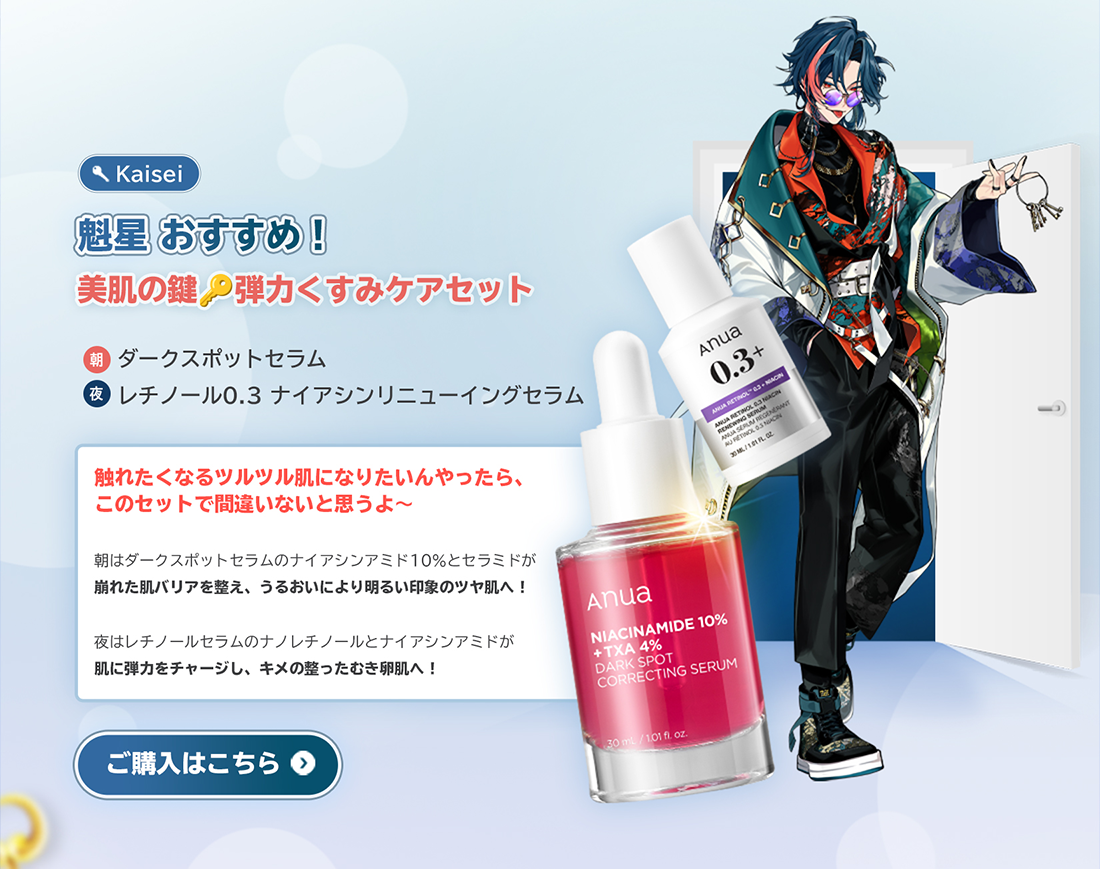 Kaisei
魁星 おすすめ！
美肌の鍵🔑弾力くすみケアセット
朝 ダークスポットセラム
夜 レチノール0.3 ナイアシンリニューイングセラム
触れたくなるツルツル肌になりたいんやったら、
このセットで間違いないと思うよ〜
朝はダークスポットセラムのナイアシンアミド10%とセラミドが
崩れた肌バリアを整え、うるおいにより明るい印象のツヤ肌へ！
夜はレチノールセラムのナノレチノールとナイアシンアミドが
肌に弾力をチャージし、キメの整ったむき卵肌へ！
ご購入はこちら
Anua
0.3+
ANUA RETINOL™ 0.3 + NIACIN
ANUA RETINOL 0.3 NIACIN
RENEWING SERUM
ANUA SÉRUM RÉGÉNÉRANT
AU RÉTINOL 0.3 NIACIN
30 ML / 1.01 FL. OZ.
Anua
NIACINAMIDE 10%
+TXA 4%
DARK SPOT
CORRECTING SERUM
30 mL / 1.01 fl. oz.